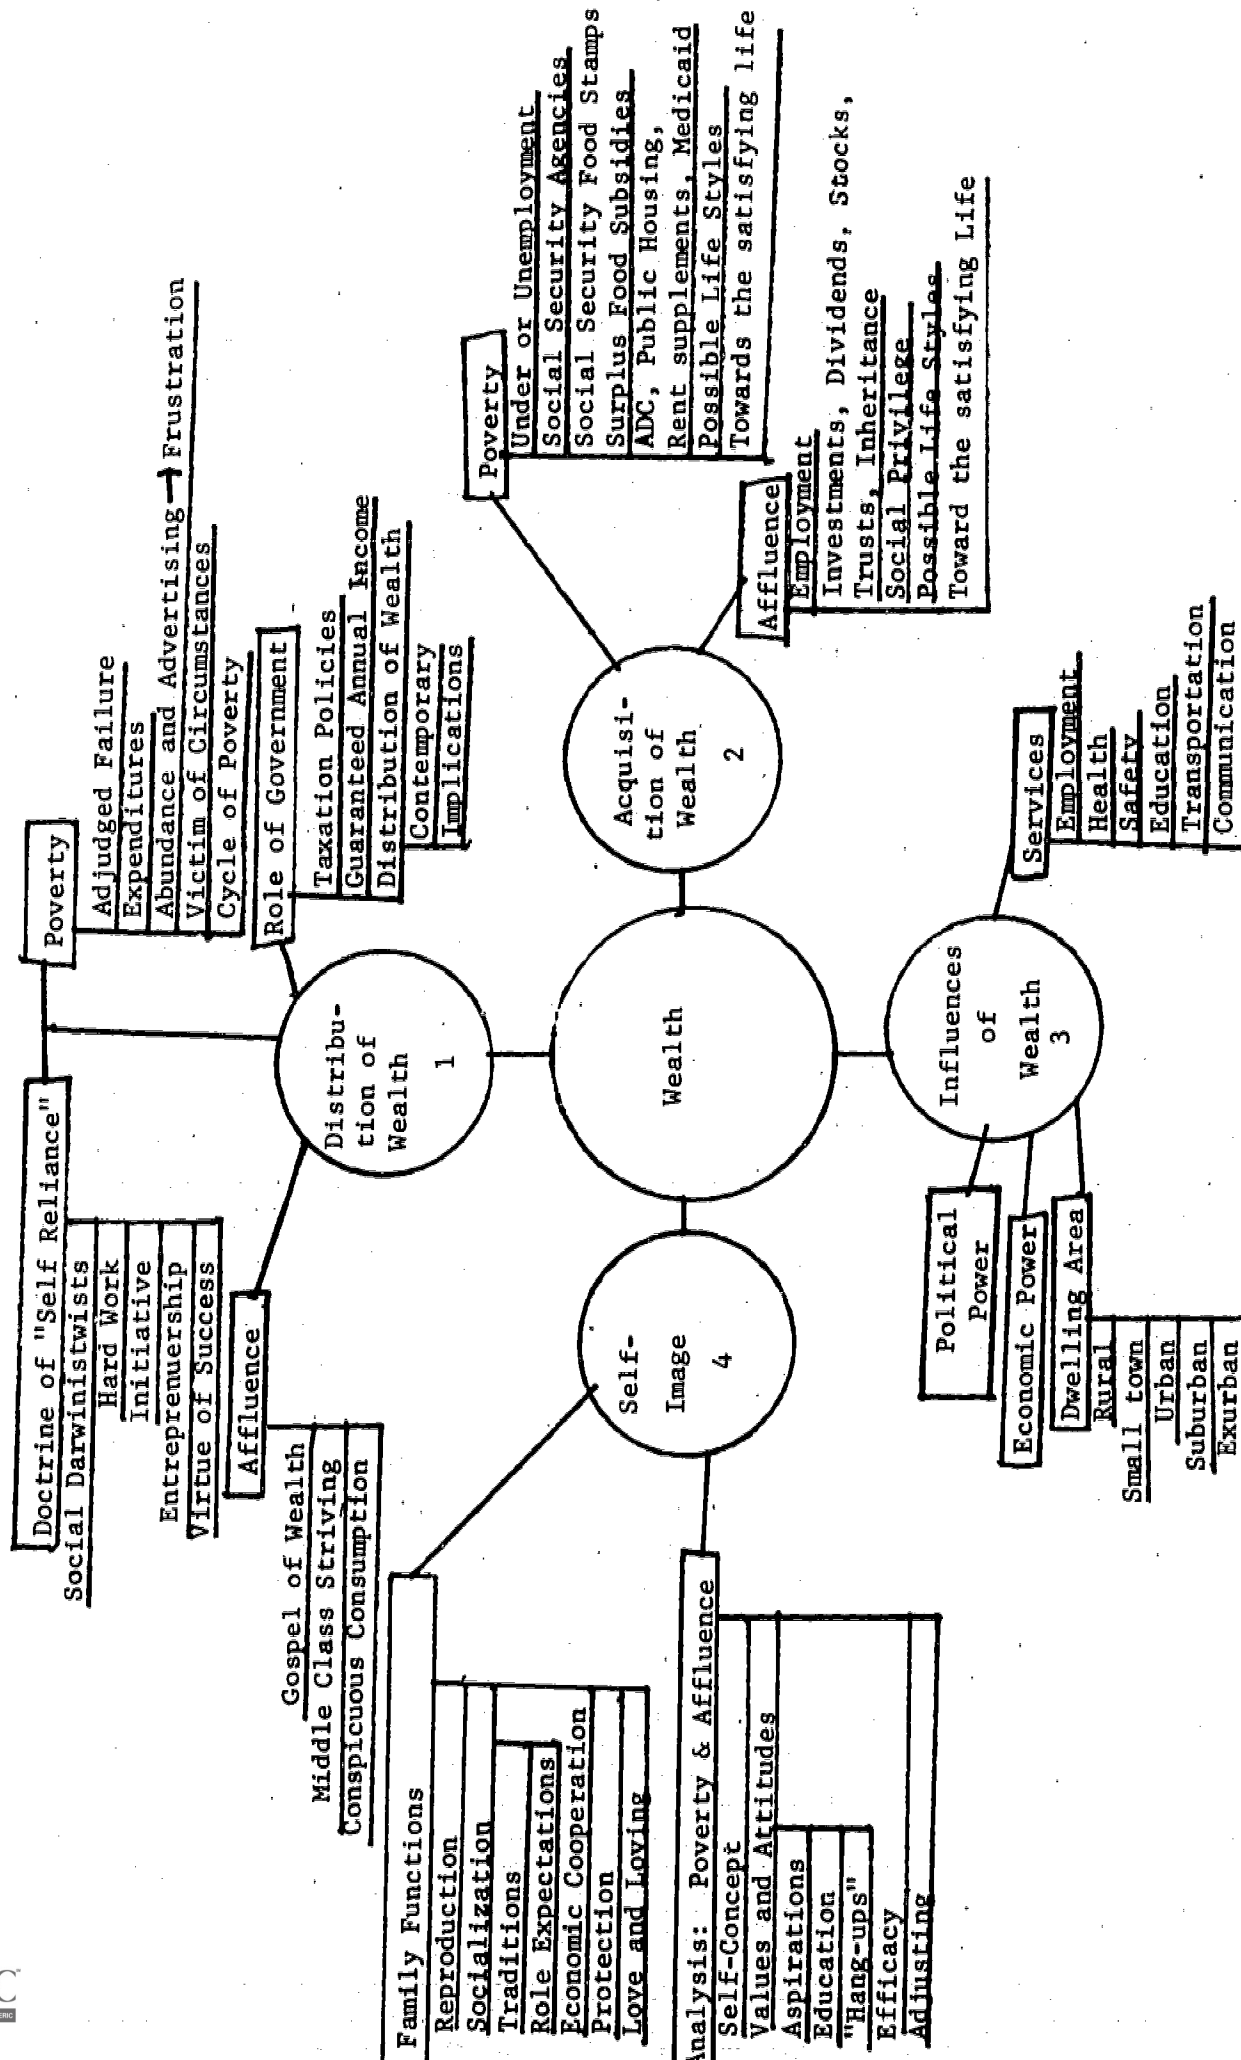 Doctrine of "Self Reliance"
Social Darwinistwists
Hard Work
Initiative
Entreprenuership
Virtue of Success
Poverty
Adjudged Failure
Expenditures
Abundance and Advertising → Frustration
Victim of Circumstances
Cycle of Poverty
Affluence
Gospel of Wealth
Middle Class Striving
Conspicuous Consumption
Role of Government
Taxation Policies
Guaranteed Annual Income
Distribution of Wealth
Contemporary
Implications
Distribu-
tion of
Wealth
1
Family Functions
Reproduction
Socialization
Traditions
Role Expectations
Economic Cooperation
Protection
Love and Loving
Self-
Image
4
Wealth
Acquisi-
tion of
Wealth
2
Poverty
Under or Unemployment
Social Security Agencies
Social Security Food Stamps
Surplus Food Subsidies
ADC, Public Housing,
Rent supplements, Medicaid
Possible Life Styles
Towards the satisfying life
Affluence
Employment
Investments, Dividends, Stocks,
Trusts, Inheritance
Social Privilege
Possible Life Styles
Toward the satisfying Life
Analysis: Poverty & Affluence
Self-Concept
Values and Attitudes
Aspirations
Education
"Hang-ups"
Efficacy
Adjusting
Influences
of
Wealth
3
Political
Power
Economic Power
Dwelling Area
Rural
Small town
Urban
Suburban
Exurban
Services
Employment
Health
Safety
Education
Transportation
Communication
ERIC